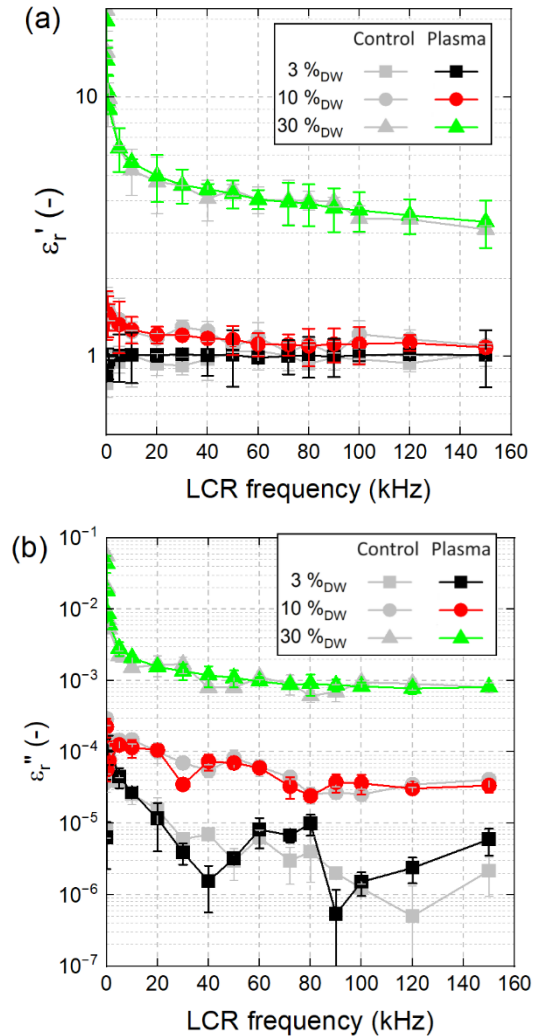 (a)
Control Plasma
3 %DW
10 %DW
30 %DW
10
1
εr' (-)
0 20 40 60 80 100 120 140 160
LCR frequency (kHz)
(b)
Control Plasma
3 %DW
10 %DW
30 %DW
10⁻¹
10⁻²
10⁻³
10⁻⁴
10⁻⁵
10⁻⁶
10⁻⁷
εr'' (-)
0 20 40 60 80 100 120 140 160
LCR frequency (kHz)